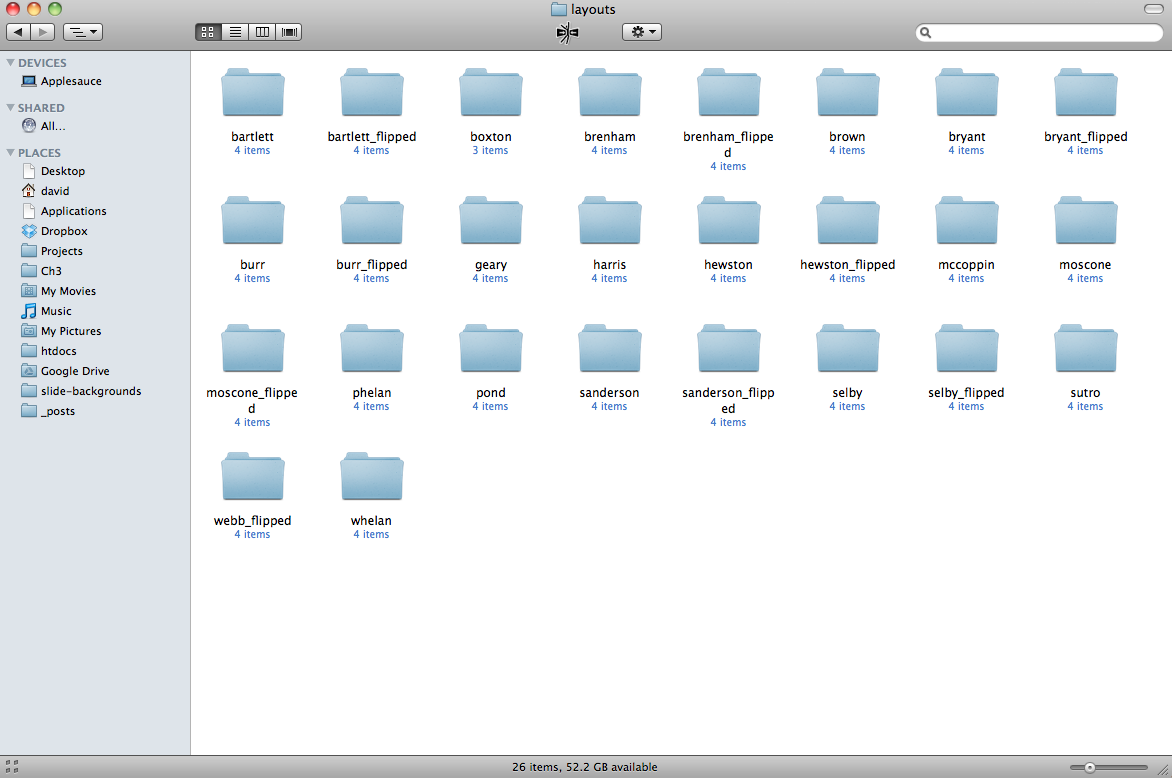 layouts
DEVICES
Applesauce
SHARED
All...
PLACES
Desktop
david
Applications
Dropbox
Projects
Ch3
My Movies
Music
My Pictures
htdocs
Google Drive
slide-backgrounds
_posts
bartlett
4 items
bartlett_flipped
4 items
boxton
3 items
brenham
4 items
brenham_flippe
d
4 items
brown
4 items
bryant
4 items
bryant_flipped
4 items
burr
4 items
burr_flipped
4 items
geary
4 items
harris
4 items
hewston
4 items
hewston_flipped
4 items
mccoppin
4 items
moscone
4 items
moscone_flippe
d
4 items
phelan
4 items
pond
4 items
sanderson
4 items
sanderson_flipp
ed
4 items
selby
4 items
selby_flipped
4 items
sutro
4 items
webb_flipped
4 items
whelan
4 items
26 items, 52.2 GB available